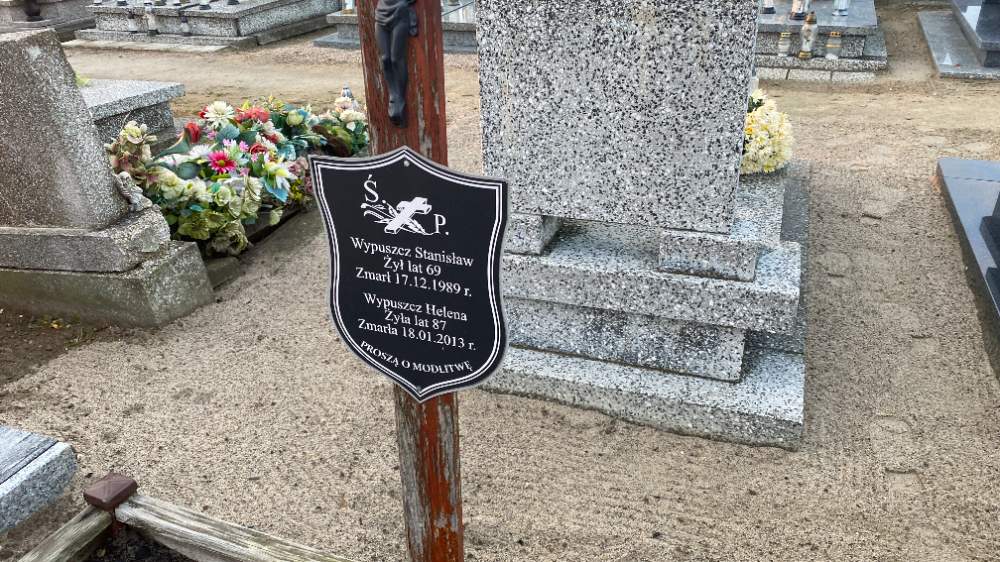 Ś. P.
Wypuszcz Stanisław
Żył lat 69
Zmarł 17.12.1989 r.
Wypuszcz Helena
Żyła lat 87
Zmarła 18.01.2013 r.
PROSZĄ O MODLITWĘ